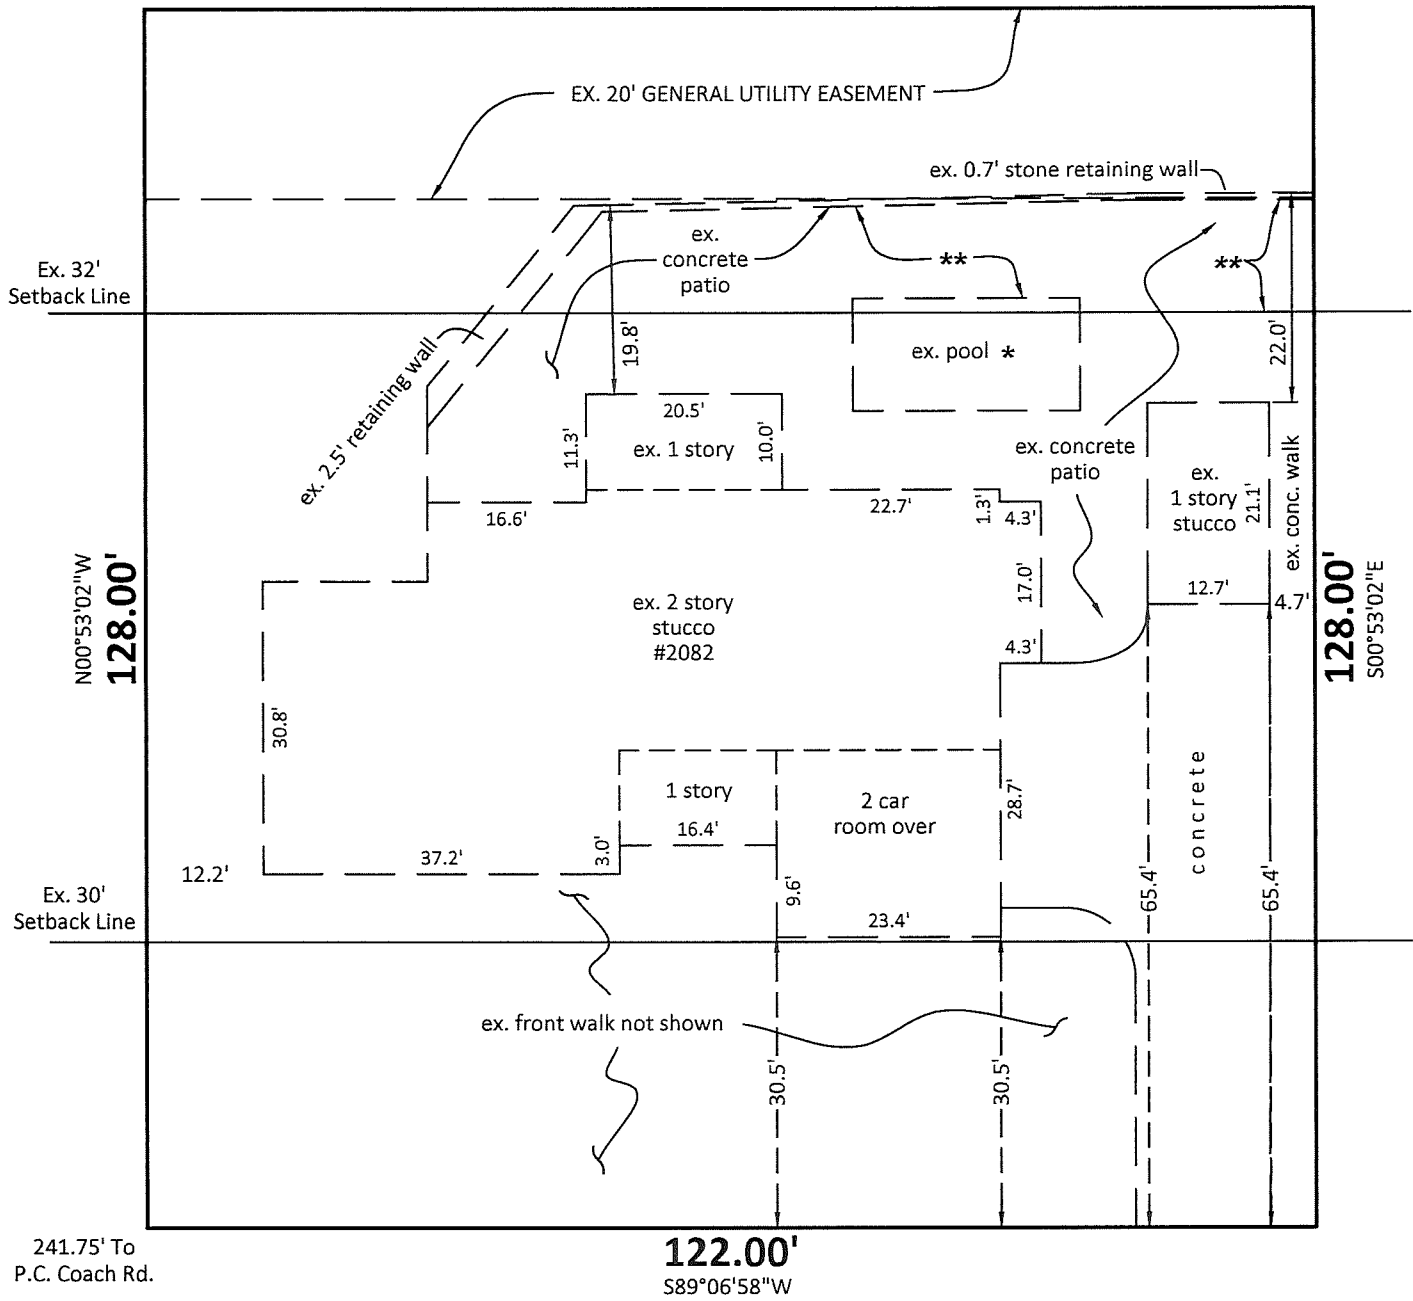 EX. 20' GENERAL UTILITY EASEMENT
ex. 0.7' stone retaining wall
ex.
concrete
patio
**
**
Ex. 32'
Setback Line
19.8'
ex. pool *
22.0'
ex. 2.5' retaining wall
20.5'
11.3'
ex. 1 story
10.0'
ex. concrete
patio
ex.
1 story
stucco
21.1'
ex. conc. walk
16.6'
22.7'
1.3'
4.3'
17.0'
12.7'
4.7'
N00°53'02"W
128.00'
ex. 2 story
stucco
#2082
4.3'
128.00'
S00°53'02"E
30.8'
1 story
16.4'
2 car
room over
28.7'
concrete
12.2'
37.2'
3.0'
9.6'
23.4'
65.4'
65.4'
Ex. 30'
Setback Line
ex. front walk not shown
30.5'
30.5'
241.75' To
P.C. Coach Rd.
122.00'
S89°06'58"W